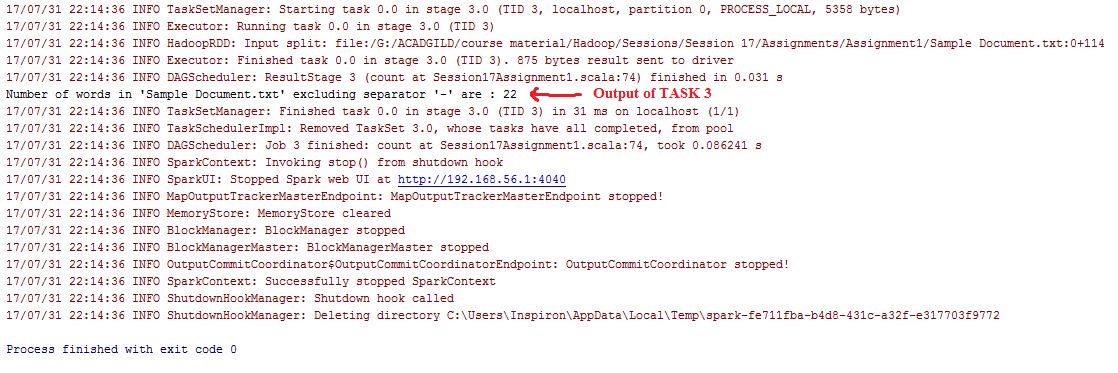 17/07/31 22:14:36 INFO TaskSetManager: Starting task 0.0 in stage 3.0 (TID 3, localhost, partition 0, PROCESS_LOCAL, 5358 bytes)
17/07/31 22:14:36 INFO Executor: Running task 0.0 in stage 3.0 (TID 3)
17/07/31 22:14:36 INFO HadoopRDD: Input split: file:/G:/ACADGILD/course material/Hadoop/Sessions/Session 17/Assignments/Assignment1/Sample Document.txt:0+114
17/07/31 22:14:36 INFO Executor: Finished task 0.0 in stage 3.0 (TID 3). 875 bytes result sent to driver
17/07/31 22:14:36 INFO DAGScheduler: ResultStage 3 (count at Session17Assignment1.scala:74) finished in 0.031 s
Number of words in 'Sample Document.txt' excluding separator '-' are : 22 Output of TASK 3
17/07/31 22:14:36 INFO TaskSetManager: Finished task 0.0 in stage 3.0 (TID 3) in 31 ms on localhost (1/1)
17/07/31 22:14:36 INFO TaskSchedulerImpl: Removed TaskSet 3.0, whose tasks have all completed, from pool
17/07/31 22:14:36 INFO DAGScheduler: Job 3 finished: count at Session17Assignment1.scala:74, took 0.086241 s
17/07/31 22:14:36 INFO SparkContext: Invoking stop() from shutdown hook
17/07/31 22:14:36 INFO SparkUI: Stopped Spark web UI at http://192.168.56.1:4040
17/07/31 22:14:36 INFO MapOutputTrackerMasterEndpoint: MapOutputTrackerMasterEndpoint stopped!
17/07/31 22:14:36 INFO MemoryStore: MemoryStore cleared
17/07/31 22:14:36 INFO BlockManager: BlockManager stopped
17/07/31 22:14:36 INFO BlockManagerMaster: BlockManagerMaster stopped
17/07/31 22:14:36 INFO OutputCommitCoordinator$OutputCommitCoordinatorEndpoint: OutputCommitCoordinator stopped!
17/07/31 22:14:36 INFO SparkContext: Successfully stopped SparkContext
17/07/31 22:14:36 INFO ShutdownHookManager: Shutdown hook called
17/07/31 22:14:36 INFO ShutdownHookManager: Deleting directory C:\Users\Inspiron\AppData\Local\Temp\spark-fe711fba-b4d8-431c-a32f-e317703f9772
Process finished with exit code 0